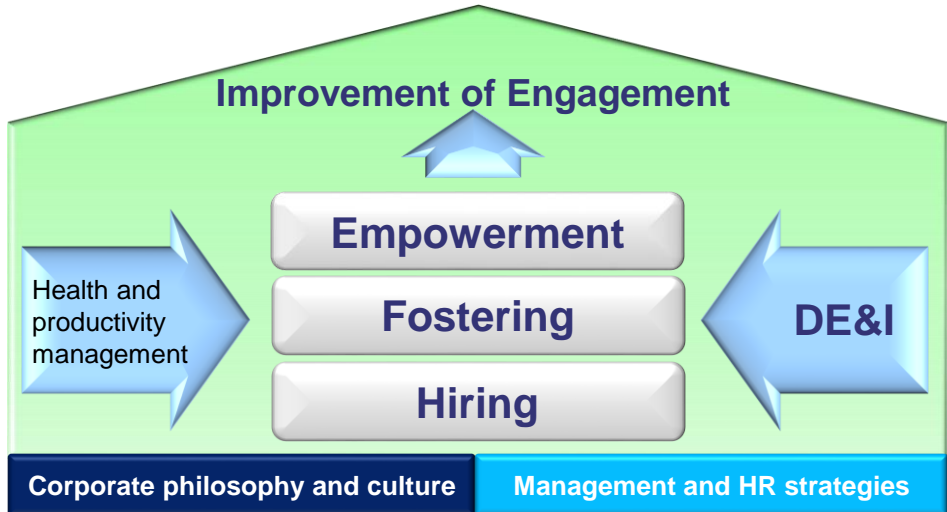 Improvement of Engagement
Empowerment
Health and
productivity
management
Fostering
DE&I
Hiring
Corporate philosophy and culture
Management and HR strategies